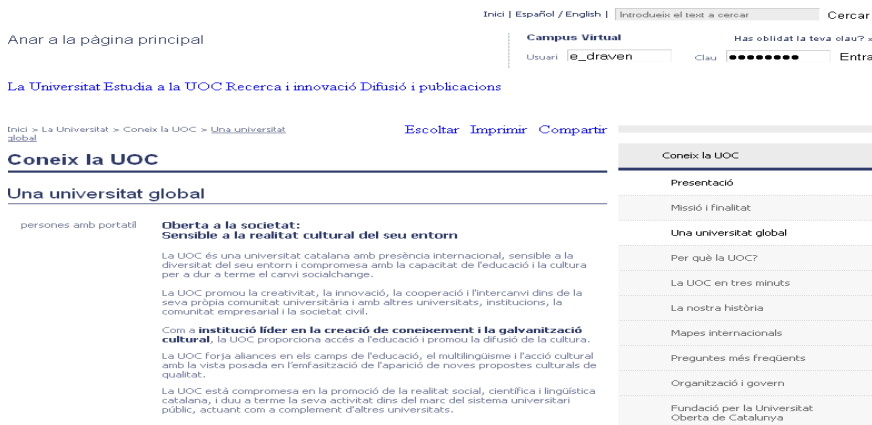 Inici | Español / English | Introdueix el text a cercar Cercar
Anar a la pàgina principal
Campus Virtual Has oblidat la teva clau? »
Usuari e_draven Clau ●●●●●●●● Entra
La Universitat Estudia a la UOC Recerca i innovació Difusió i publicacions
Inici > La Universitat > Coneix la UOC > Una universitat
global
Escoltar Imprimir Compartir
Coneix la UOC
Una universitat global
persones amb portatíl
Oberta a la societat:
Sensible a la realitat cultural del seu entorn
La UOC és una universitat catalana amb presència internacional, sensible a la
diversitat del seu entorn i compromesa amb la capacitat de l'educació i la cultura
per a dur a terme el canvi socialchange.
La UOC promou la creativitat, la innovació, la cooperació i l'intercanvi dins de la
seva pròpia comunitat universitària i amb altres universitats, institucions, la
comunitat empresarial i la societat civil.
Com a institució líder en la creació de coneixement i la galvanització
cultural, la UOC proporciona accés a l'educació i promou la difusió de la cultura.
La UOC forja aliances en els camps de l'educació, el multilingüisme i l'acció cultural
amb la vista posada en l'emfasització de l'aparició de noves propostes culturals de
qualitat.
La UOC està compromesa en la promoció de la realitat social, científica i lingüística
catalana, i duu a terme la seva activitat dins del marc del sistema universitari
públic, actuant com a complement d'altres universitats.
Coneix la UOC
Presentació
Missió i finalitat
Una universitat global
Per què la UOC?
La UOC en tres minuts
La nostra història
Mapes internacionals
Preguntes més freqüents
Organització i govern
Fundació per la Universitat
Oberta de Catalunya